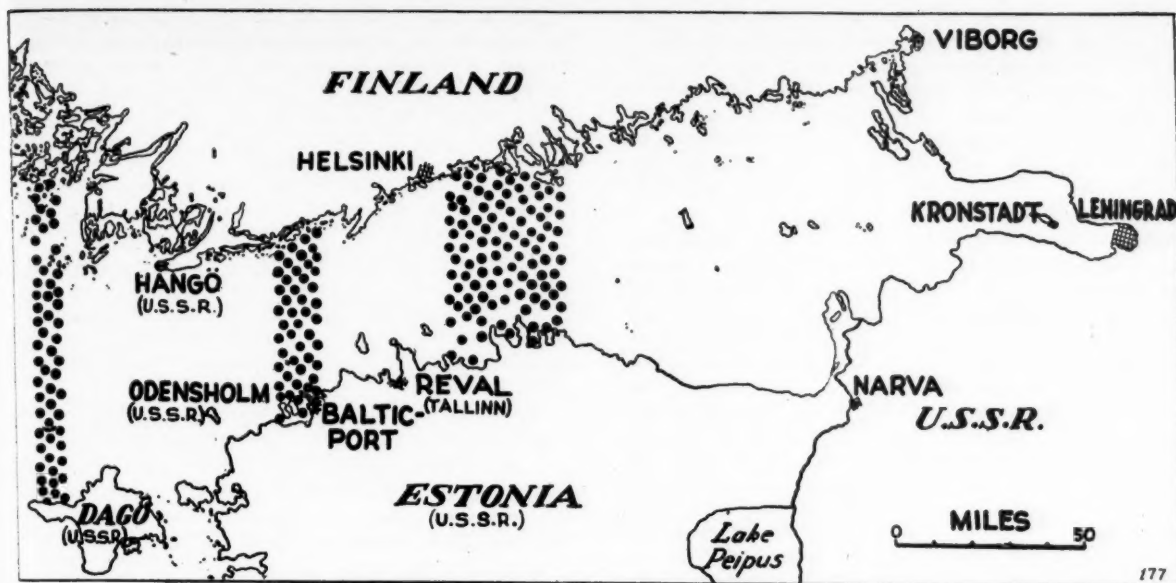 VIBORG
FINLAND
HELSINKI
KRONSTADT
LENINGRAD
HANGÖ
(U.S.S.R.)
ODENSHOLM
(U.S.S.R.)
REVAL
(TALLINN)
BALTIC-
PORT
NARVA
U.S.S.R.
ESTONIA
(U.S.S.R.)
DAGÖ
(U.S.S.R.
Lake
Peipus
MILES
0 50
177